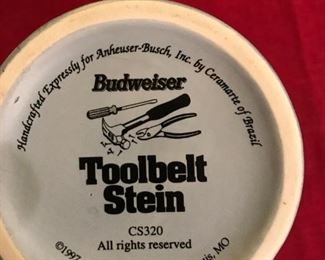 Handcrafted Expressly for Anheuser-Busch, Inc. by Ceramarte of Brazil
Budweiser
Toolbelt
Stein
CS320
All rights reserved
©1997
MO